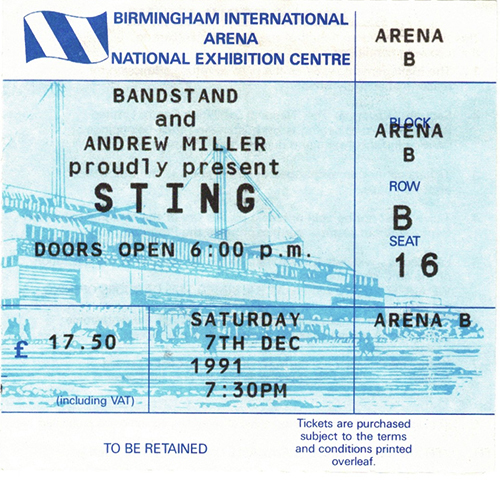 BIRMINGHAM INTERNATIONAL
ARENA
NATIONAL EXHIBITION CENTRE
ARENA
B
BANDSTAND
and
ANDREW MILLER
proudly present
STING
DOORS OPEN 6:00 p.m.
BLOCK
ARENA
B
ROW
B
SEAT
16
£ 17.50
(including VAT)
SATURDAY
7TH DEC
1991
7:30PM
ARENA B
TO BE RETAINED
Tickets are purchased
subject to the terms
and conditions printed
overleaf.